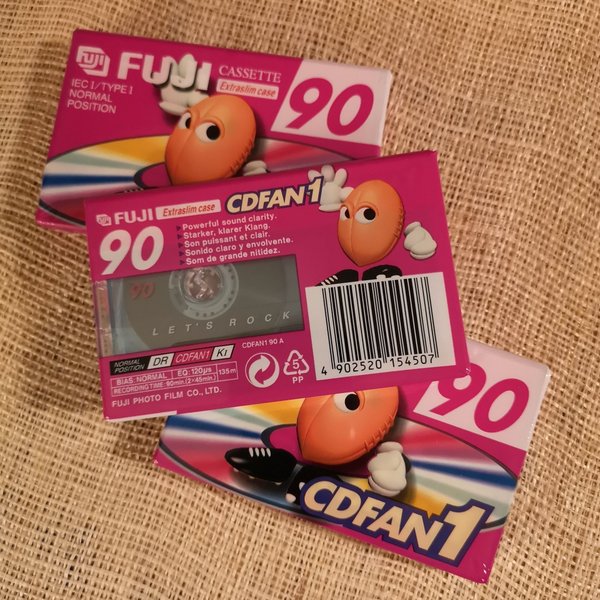 FUJI
FUJI CASSETTE
Extraslim case
IEC I / TYPE I
NORMAL
POSITION
90
FUJI Extraslim case CDFAN1
90
Powerful sound clarity.
Starker, klarer Klang.
Son puissant et clair.
Sonido claro y envolvente.
Som de grande nitidez.
90
LET'S ROCK
NORMAL
POSITION DR CDFAN1 K1
BIAS: NORMAL EQ: 120µs 135m
RECORDING TIME: 90min. (2×45min.)
FUJI PHOTO FILM CO., LTD.
CDFAN1 90 A
5
PP
4 902520 154507
90
CDFAN1